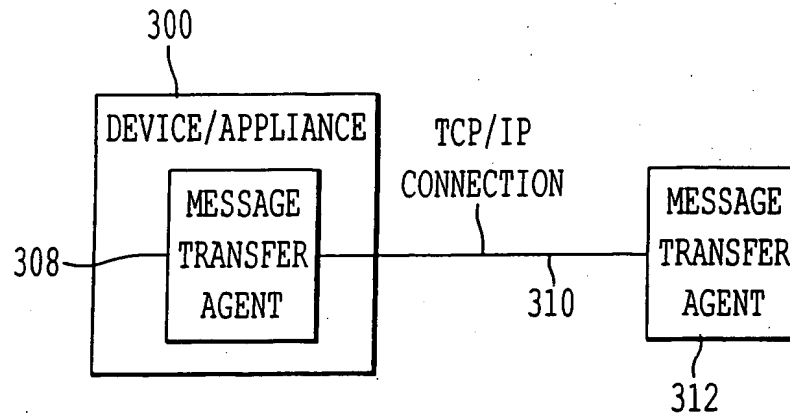 300
DEVICE/APPLIANCE
MESSAGE
TRANSFER
AGENT
308
TCP/IP
CONNECTION
310
MESSAGE
TRANSFER
AGENT
312